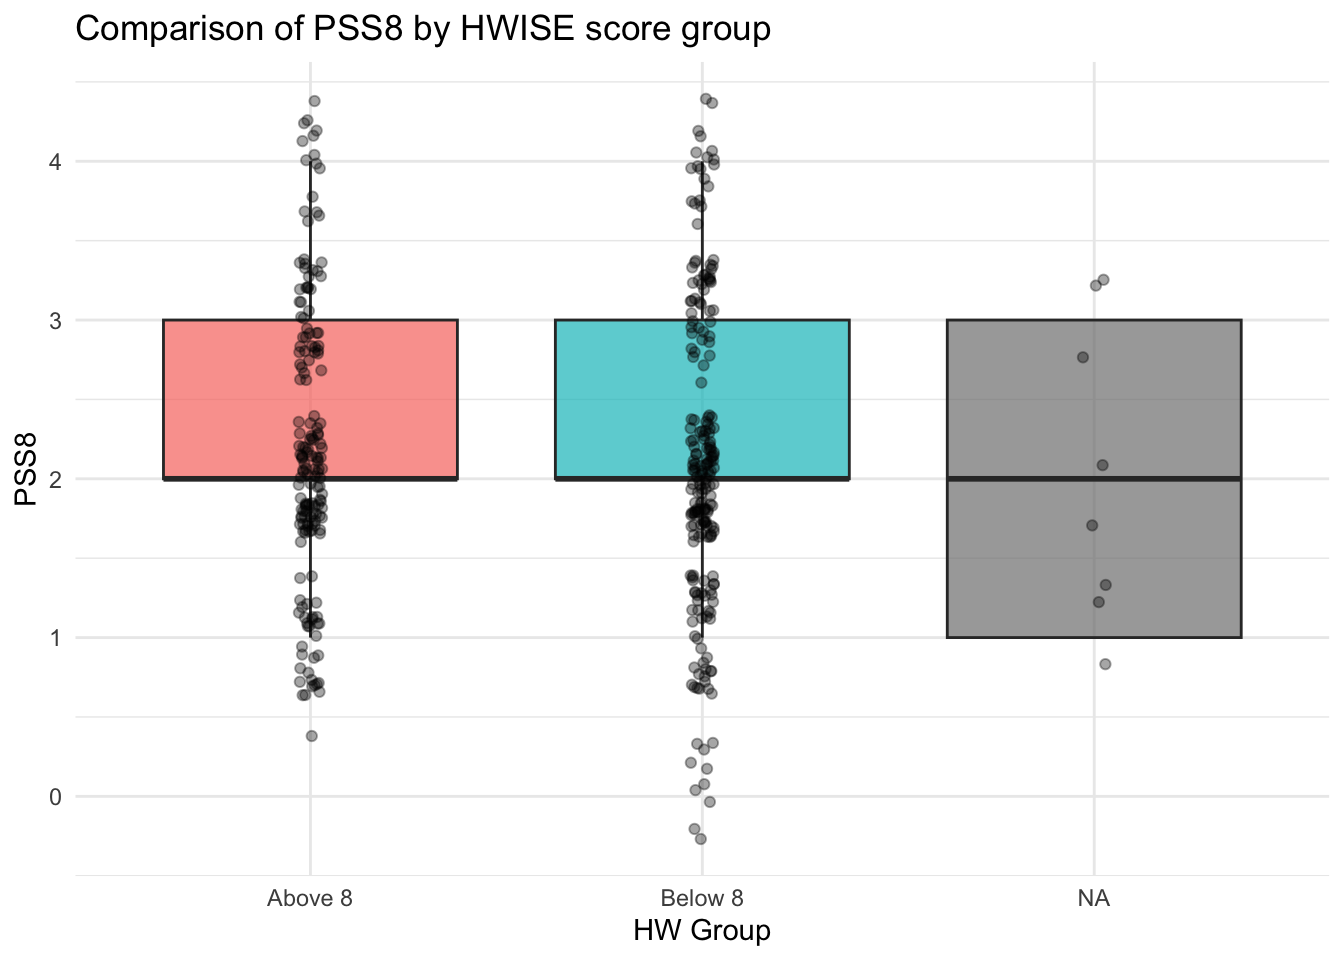 Comparison of PSS8 by HWISE score group
4
3
2
1
0
PSS8
Above 8
Below 8
NA
HW Group